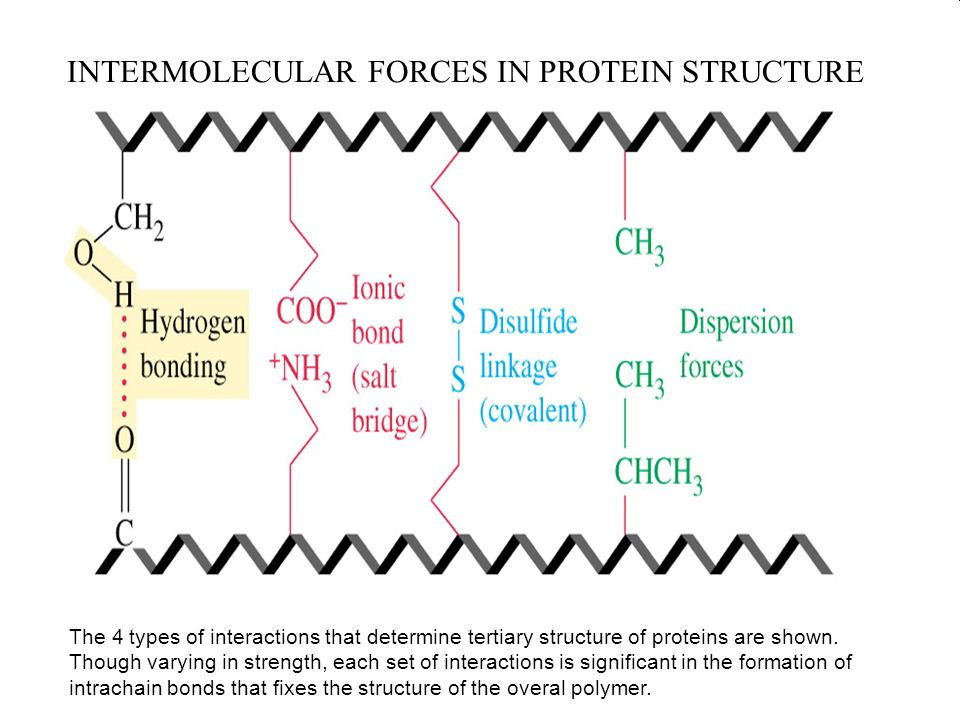 INTERMOLECULAR FORCES IN PROTEIN STRUCTURE
CH₂
O
H
Hydrogen
bonding
O
C
COO⁻
⁺NH₃
Ionic
bond
(salt
bridge)
S
S
Disulfide
linkage
(covalent)
CH₃
CH₃
CHCH₃
Dispersion
forces
The 4 types of interactions that determine tertiary structure of proteins are shown.
Though varying in strength, each set of interactions is significant in the formation of
intrachain bonds that fixes the structure of the overal polymer.